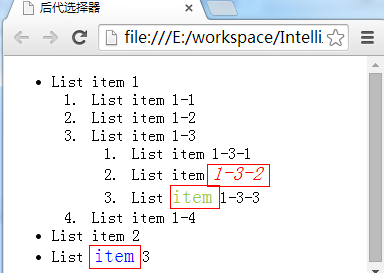 后代选择器
file:///E:/workspace/Intelli
List item 1
1. List item 1-1
2. List item 1-2
3. List item 1-3
1. List item 1-3-1
2. List item 1-3-2
3. List item 1-3-3
4. List item 1-4
List item 2
List item 3